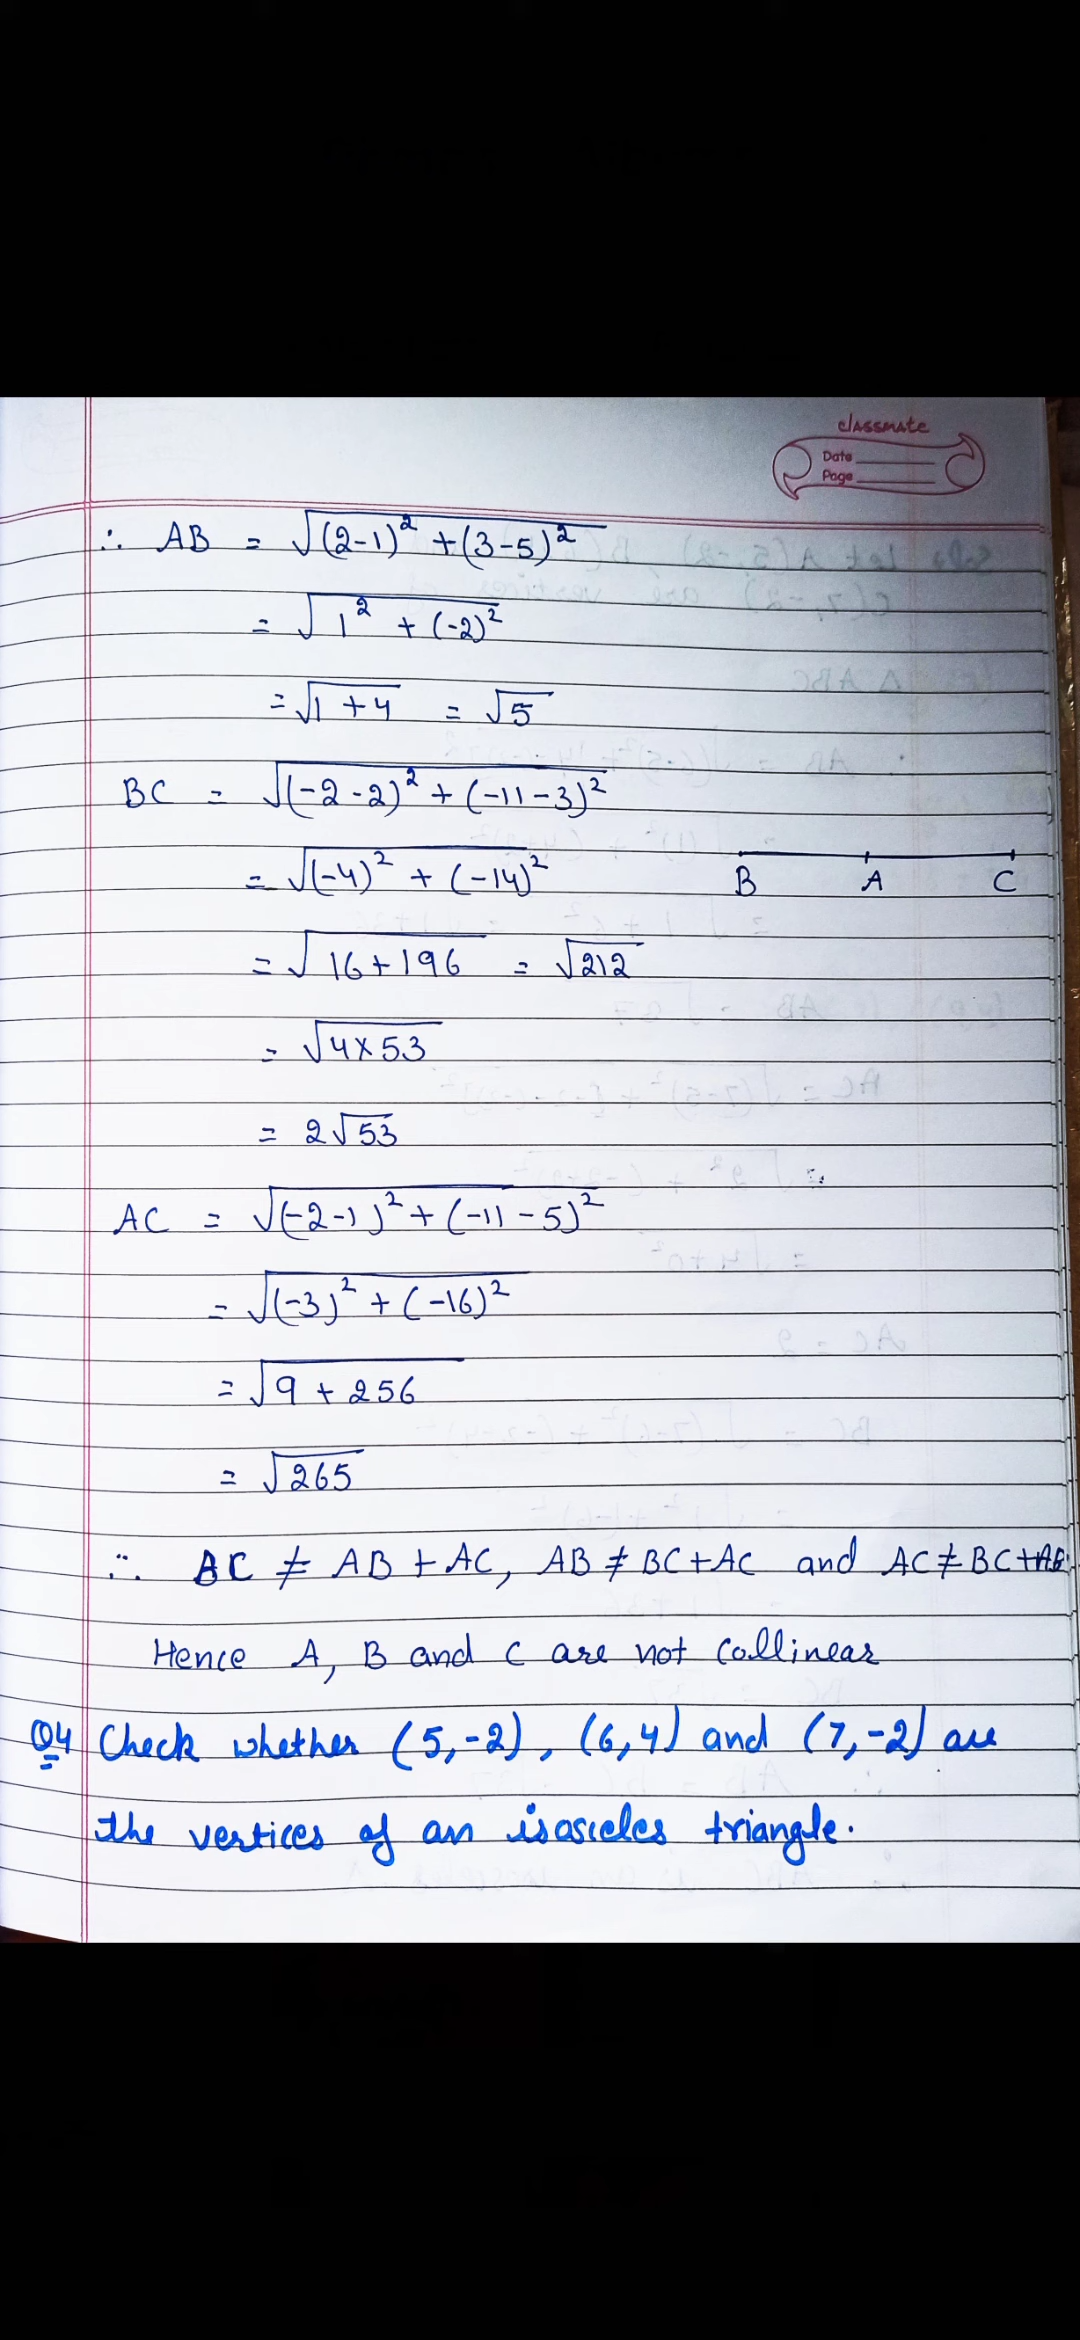 classmate
Date
Page
∴ AB = √(2-1)² + (3-5)²
= √1² + (-2)²
= √1 + 4 = √5
BC = √(-2-2)² + (-11-3)²
= √(-4)² + (-14)²
B A C
= √16+196 = √212
= √4×53
= 2√53
AC = √(-2-1)² + (-11-5)²
= √(-3)² + (-16)²
= √9 + 256
= √265
∴ BC ≠ AB + AC, AB ≠ BC+AC and AC ≠ BC+AB
Hence A, B and C are not collinear
Q4 Check whether (5,-2), (6,4) and (7,-2) are
the vertices of an isosceles triangle.